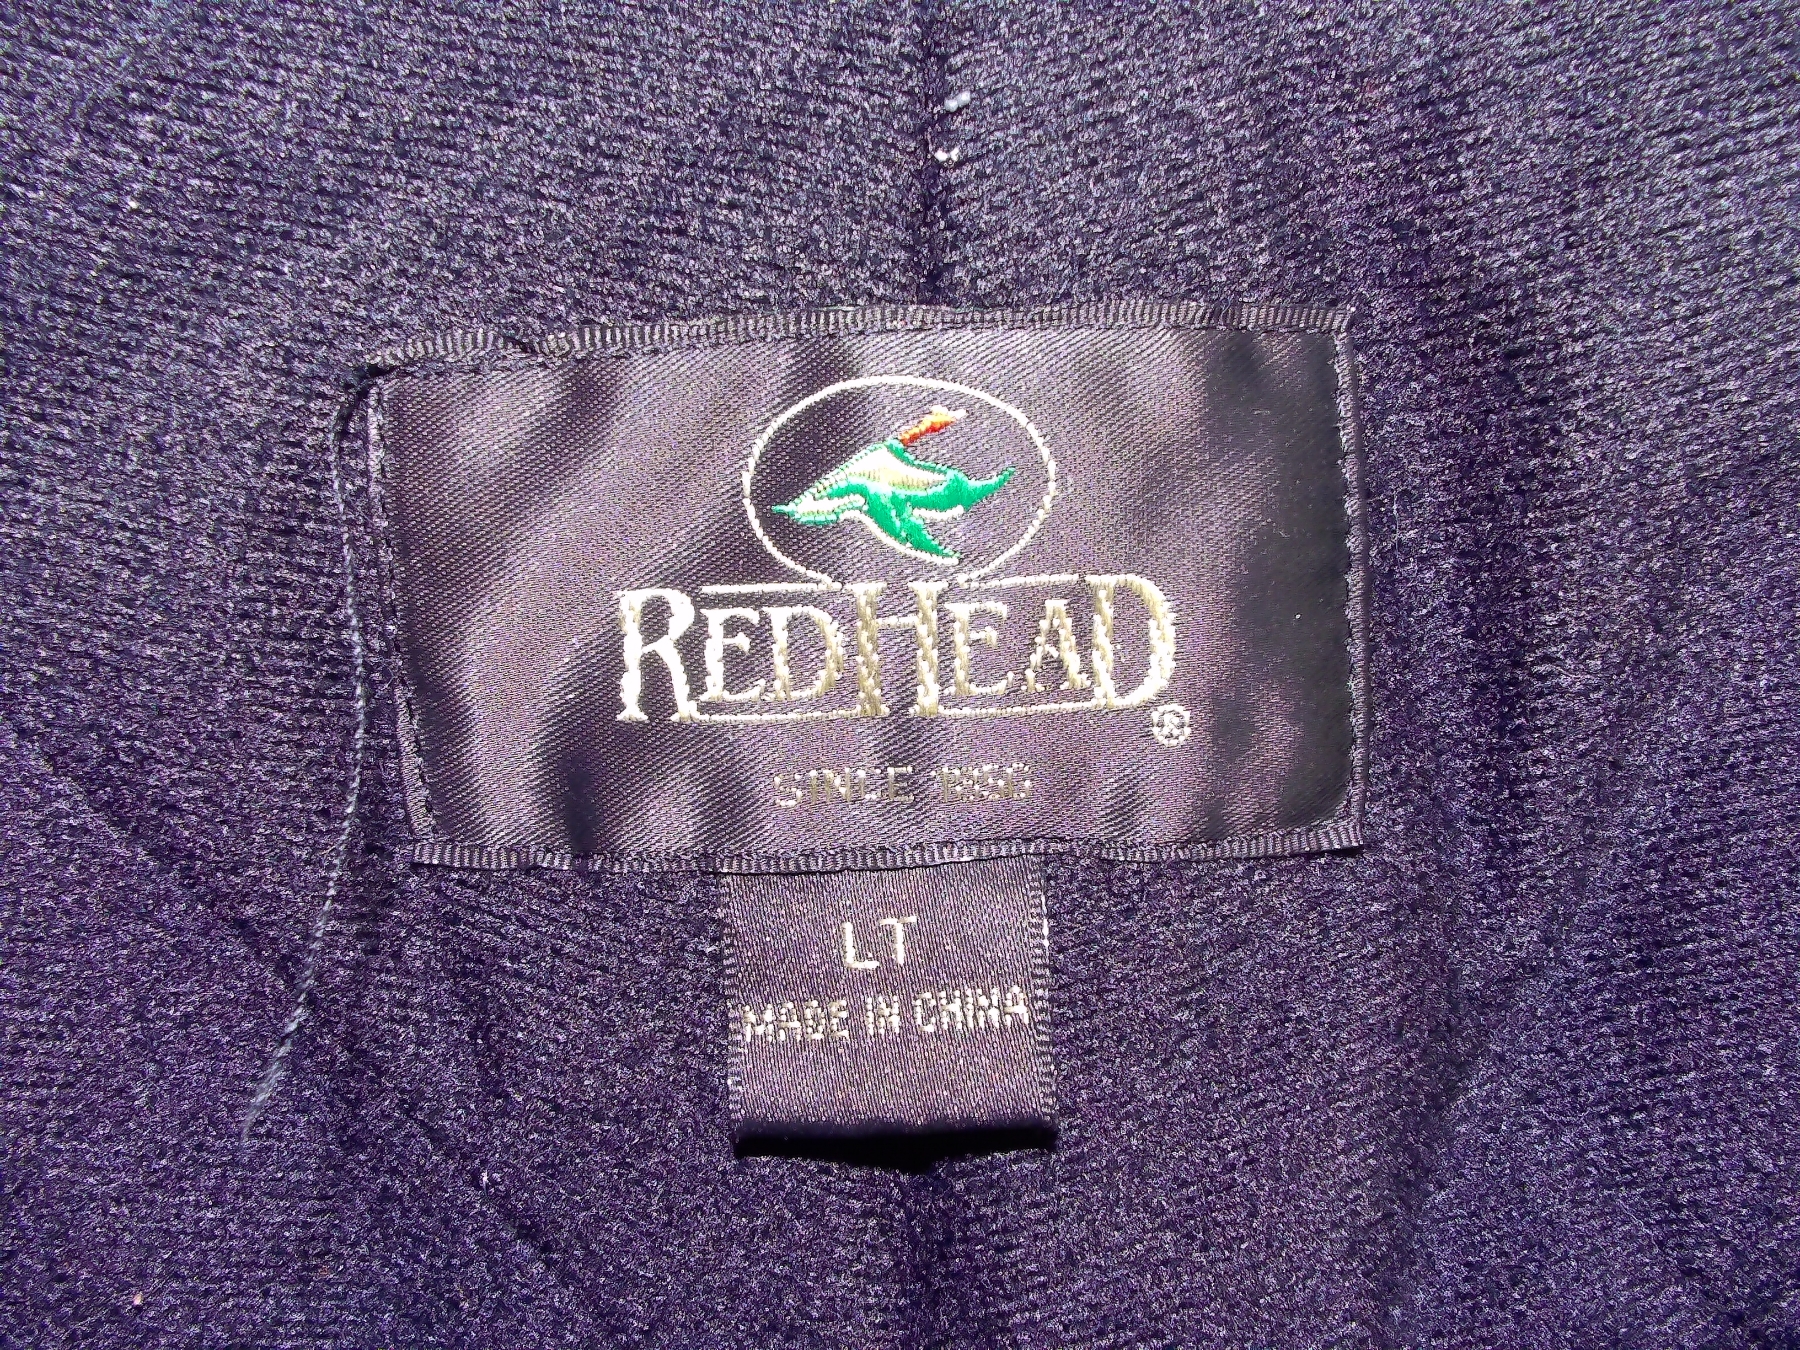 REDHEAD
®
SINCE 1856
LT
MADE IN CHINA